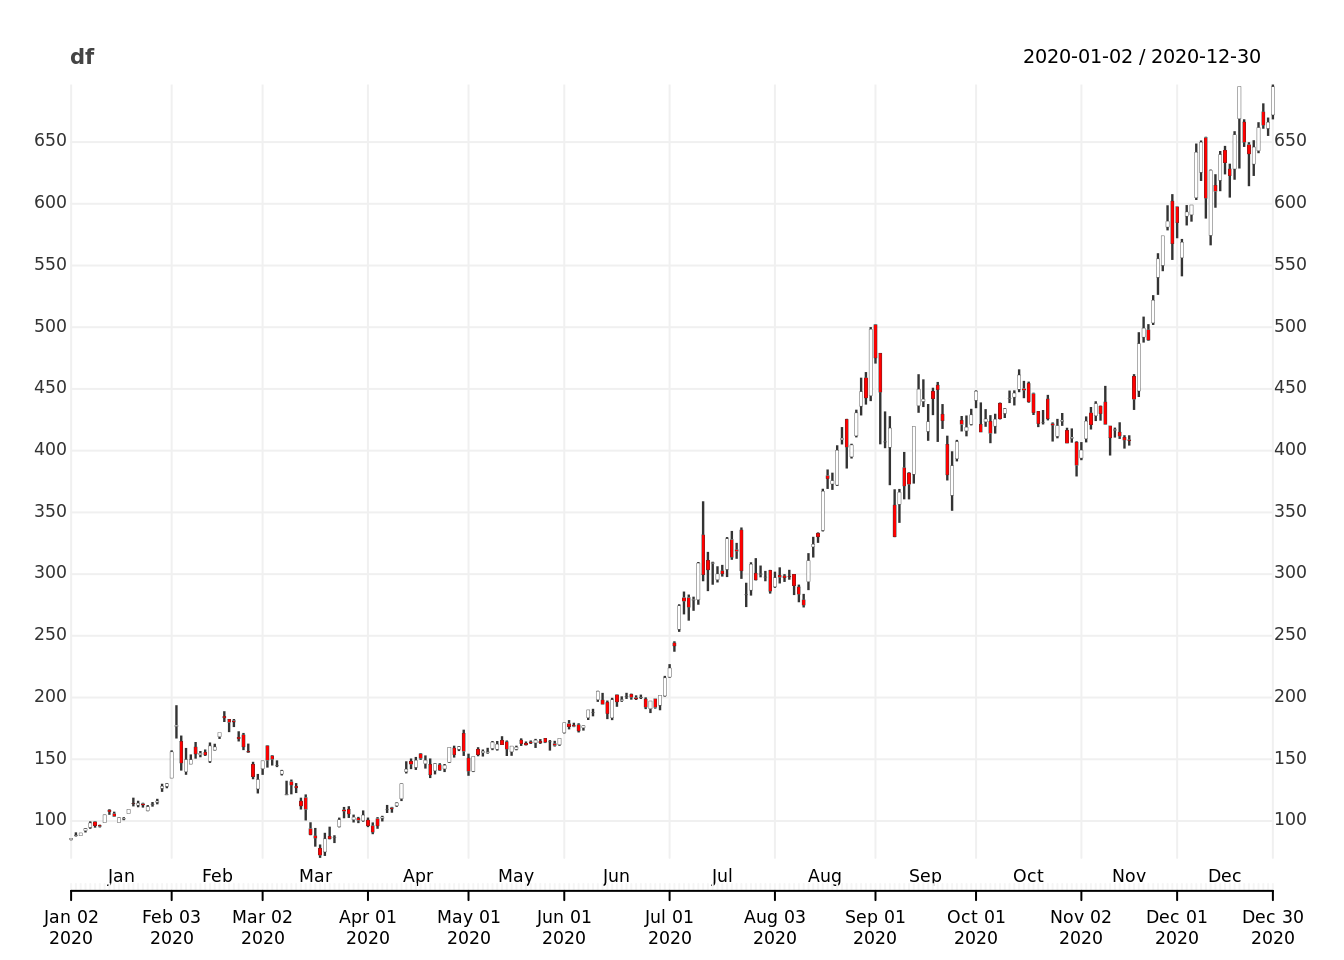 df
2020-01-02 / 2020-12-30
650 650
600 600
550 550
500 500
450 450
400 400
350 350
300 300
250 250
200 200
150 150
100 100
Jan Feb Mar Apr May Jun Jul Aug Sep Oct Nov Dec
Jan 02 Feb 03 Mar 02 Apr 01 May 01 Jun 01 Jul 01 Aug 03 Sep 01 Oct 01 Nov 02 Dec 01 Dec 30
2020 2020 2020 2020 2020 2020 2020 2020 2020 2020 2020 2020 2020